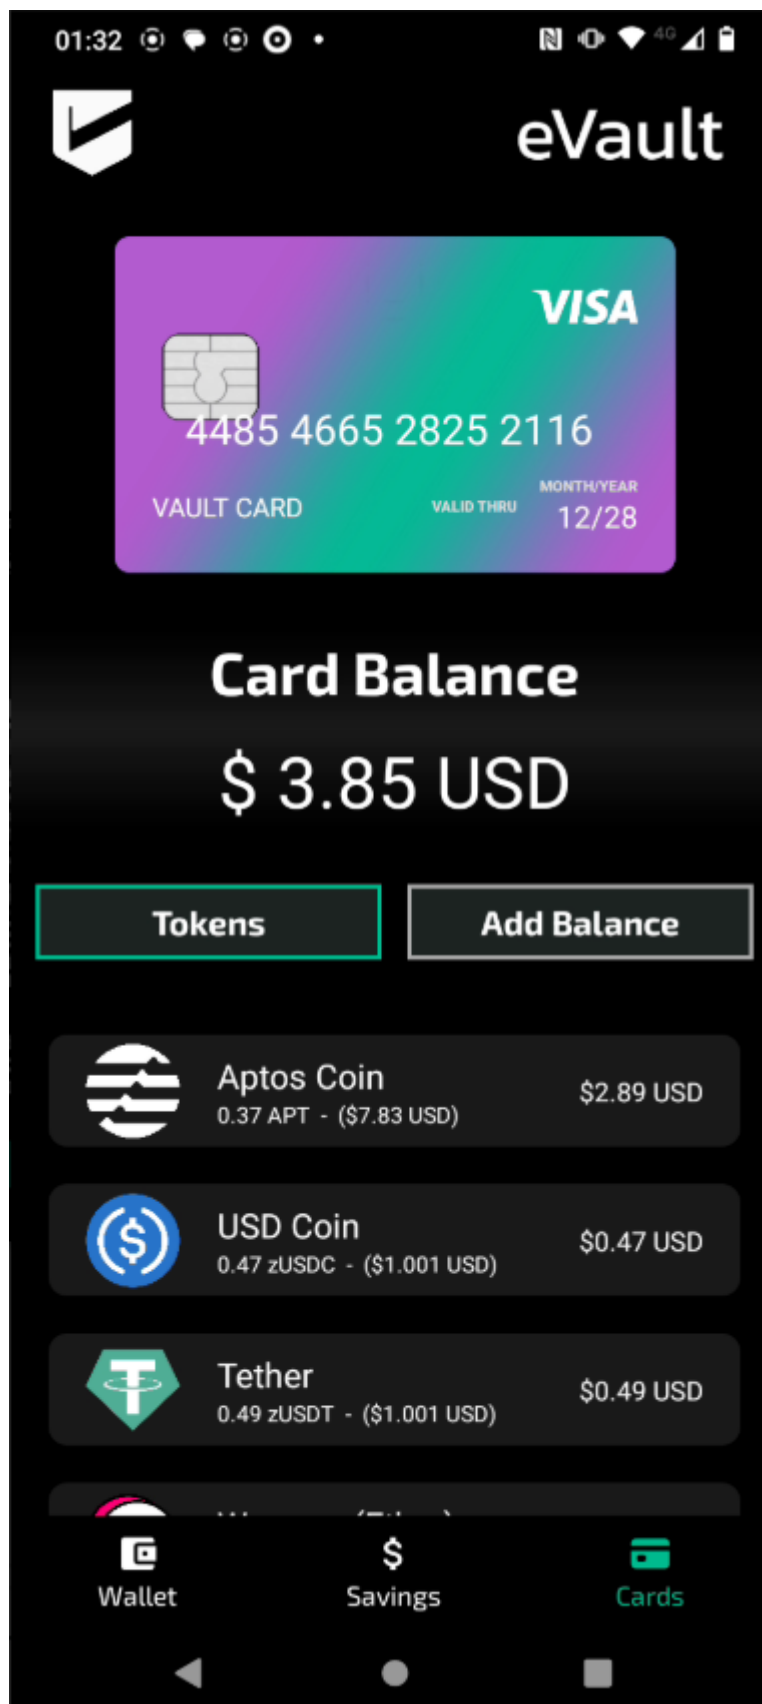 01:32 4G
eVault
VISA
4485 4665 2825 2116
MONTH/YEAR
VAULT CARD VALID THRU 12/28
Card Balance
$ 3.85 USD
Tokens Add Balance
Aptos Coin
0.37 APT - ($7.83 USD) $2.89 USD
USD Coin
0.47 zUSDC - ($1.001 USD) $0.47 USD
Tether
0.49 zUSDT - ($1.001 USD) $0.49 USD
Wallet Savings Cards